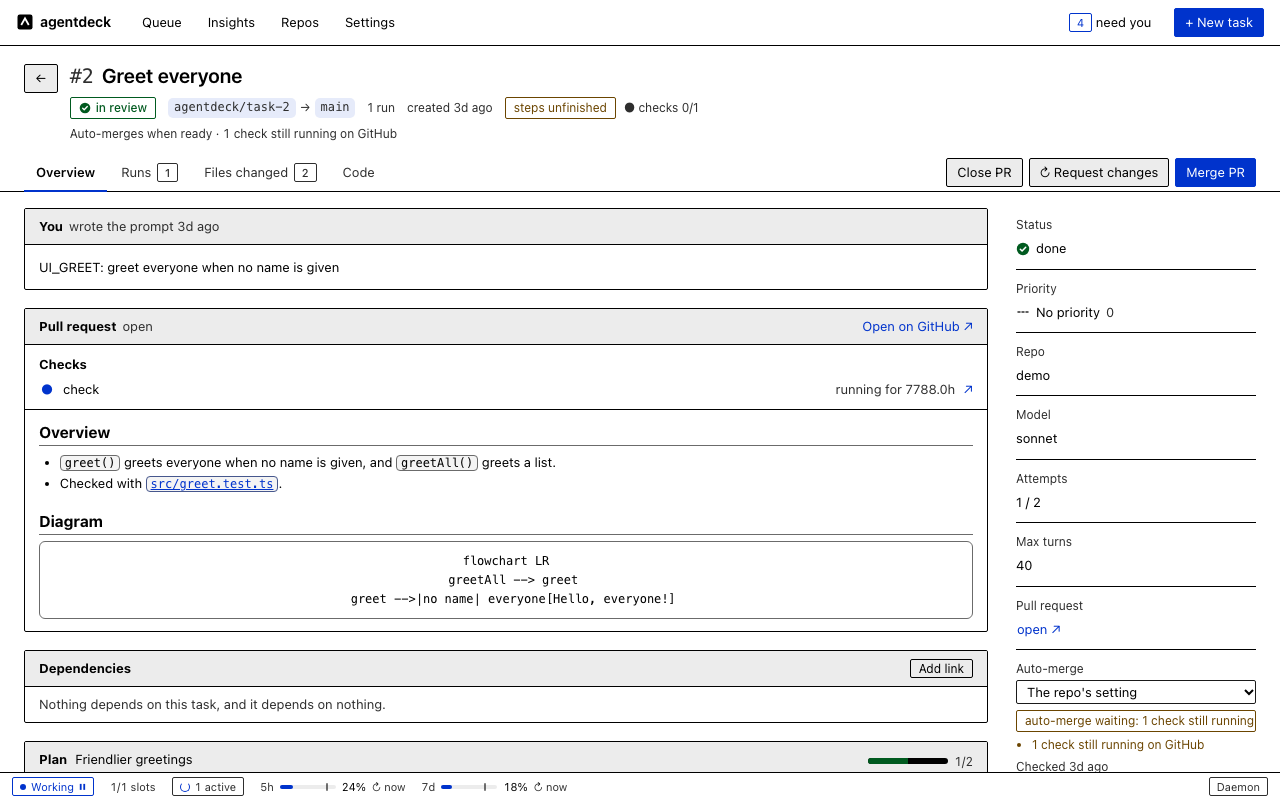 agentdeck Queue Insights Repos Settings 4 need you + New task
← #2 Greet everyone
in review agentdeck/task-2 → main 1 run created 3d ago steps unfinished checks 0/1
Auto-merges when ready · 1 check still running on GitHub
Overview Runs 1 Files changed 2 Code Close PR ↻ Request changes Merge PR
You wrote the prompt 3d ago
UI_GREET: greet everyone when no name is given
Pull request open Open on GitHub ↗
Checks
check running for 7788.0h ↗
Overview
• greet() greets everyone when no name is given, and greetAll() greets a list.
• Checked with src/greet.test.ts.
Diagram
flowchart LR
greetAll --> greet
greet -->|no name| everyone[Hello, everyone!]
Dependencies Add link
Nothing depends on this task, and it depends on nothing.
Plan Friendlier greetings 1/2
Status
done
Priority
No priority 0
Repo
demo
Model
sonnet
Attempts
1 / 2
Max turns
40
Pull request
open ↗
Auto-merge
The repo's setting
auto-merge waiting: 1 check still running
• 1 check still running on GitHub
Checked 3d ago
Working 1/1 slots 1 active 5h 24% ↻ now 7d 18% ↻ now Daemon